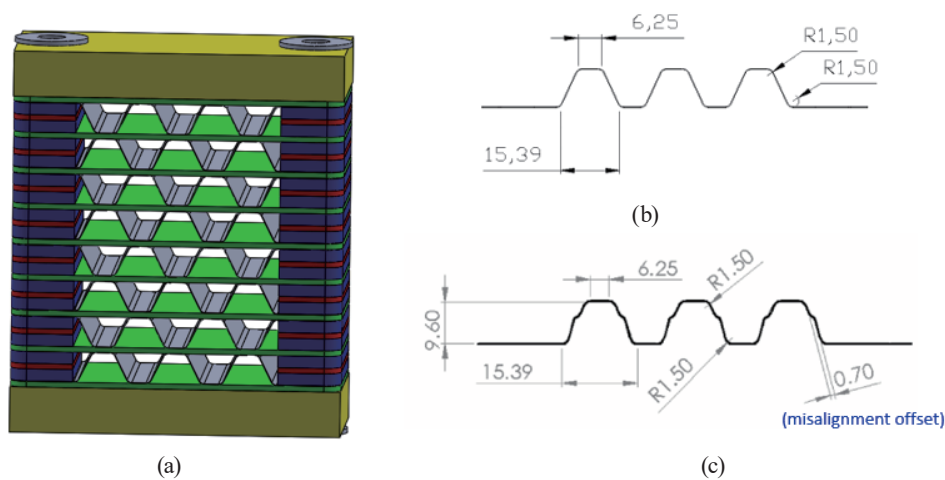 6,25
R1,50
R1,50
15,39
(b)
6.25
R1.50
9.60
15.39
R1.50
0.70
(misalignment offset)
(a)
(c)